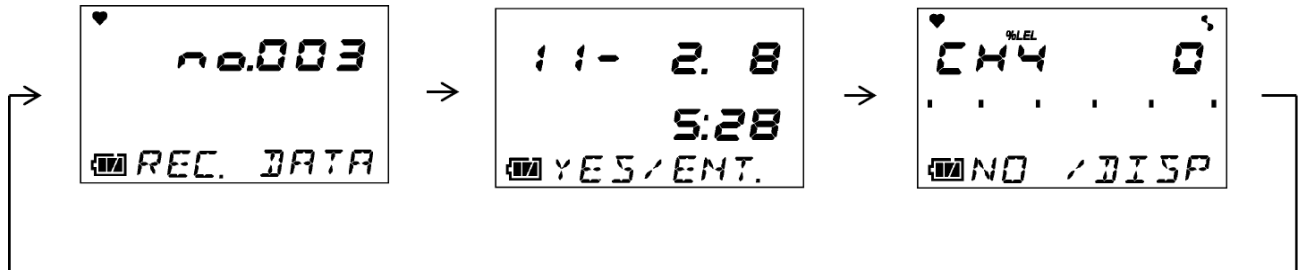 no.003
REC. DATA
11- 2. 8
5:28
YES/ENT.
%LEL
CH4 0
NO /DISP